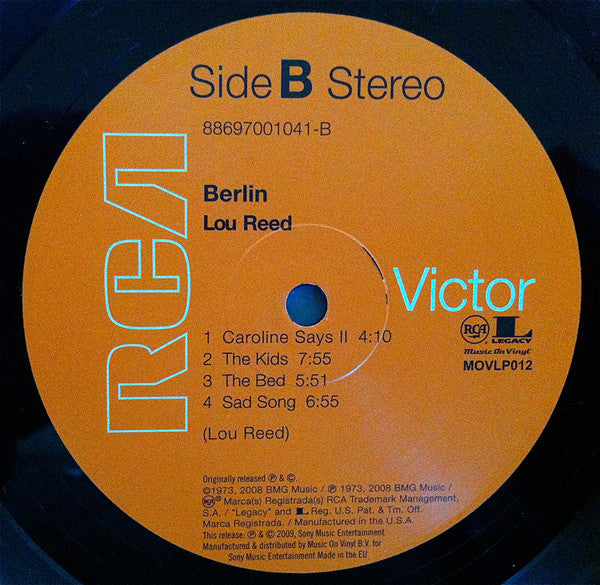 Side B Stereo
88697001041-B
RCA
Berlin
Lou Reed
Victor
RCA LEGACY
Music On Vinyl
MOVLP012
1 Caroline Says II 4:10
2 The Kids 7:55
3 The Bed 5:51
4 Sad Song 6:55
(Lou Reed)
Originally released ℗ & ©.
©1973, 2008 BMG Music / ℗ 1973, 2008 BMG Music /
RCA® Marca(s) Registrada(s) RCA Trademark Management,
S.A. / "Legacy" and L Reg. U.S. Pat. & Tm. Off.
Marca Registrada. / Manufactured in the U.S.A.
This release: ℗ & © 2009, Sony Music Entertainment.
Manufactured & distributed by Music On Vinyl B.V. for
Sony Music Entertainment Made in the EU